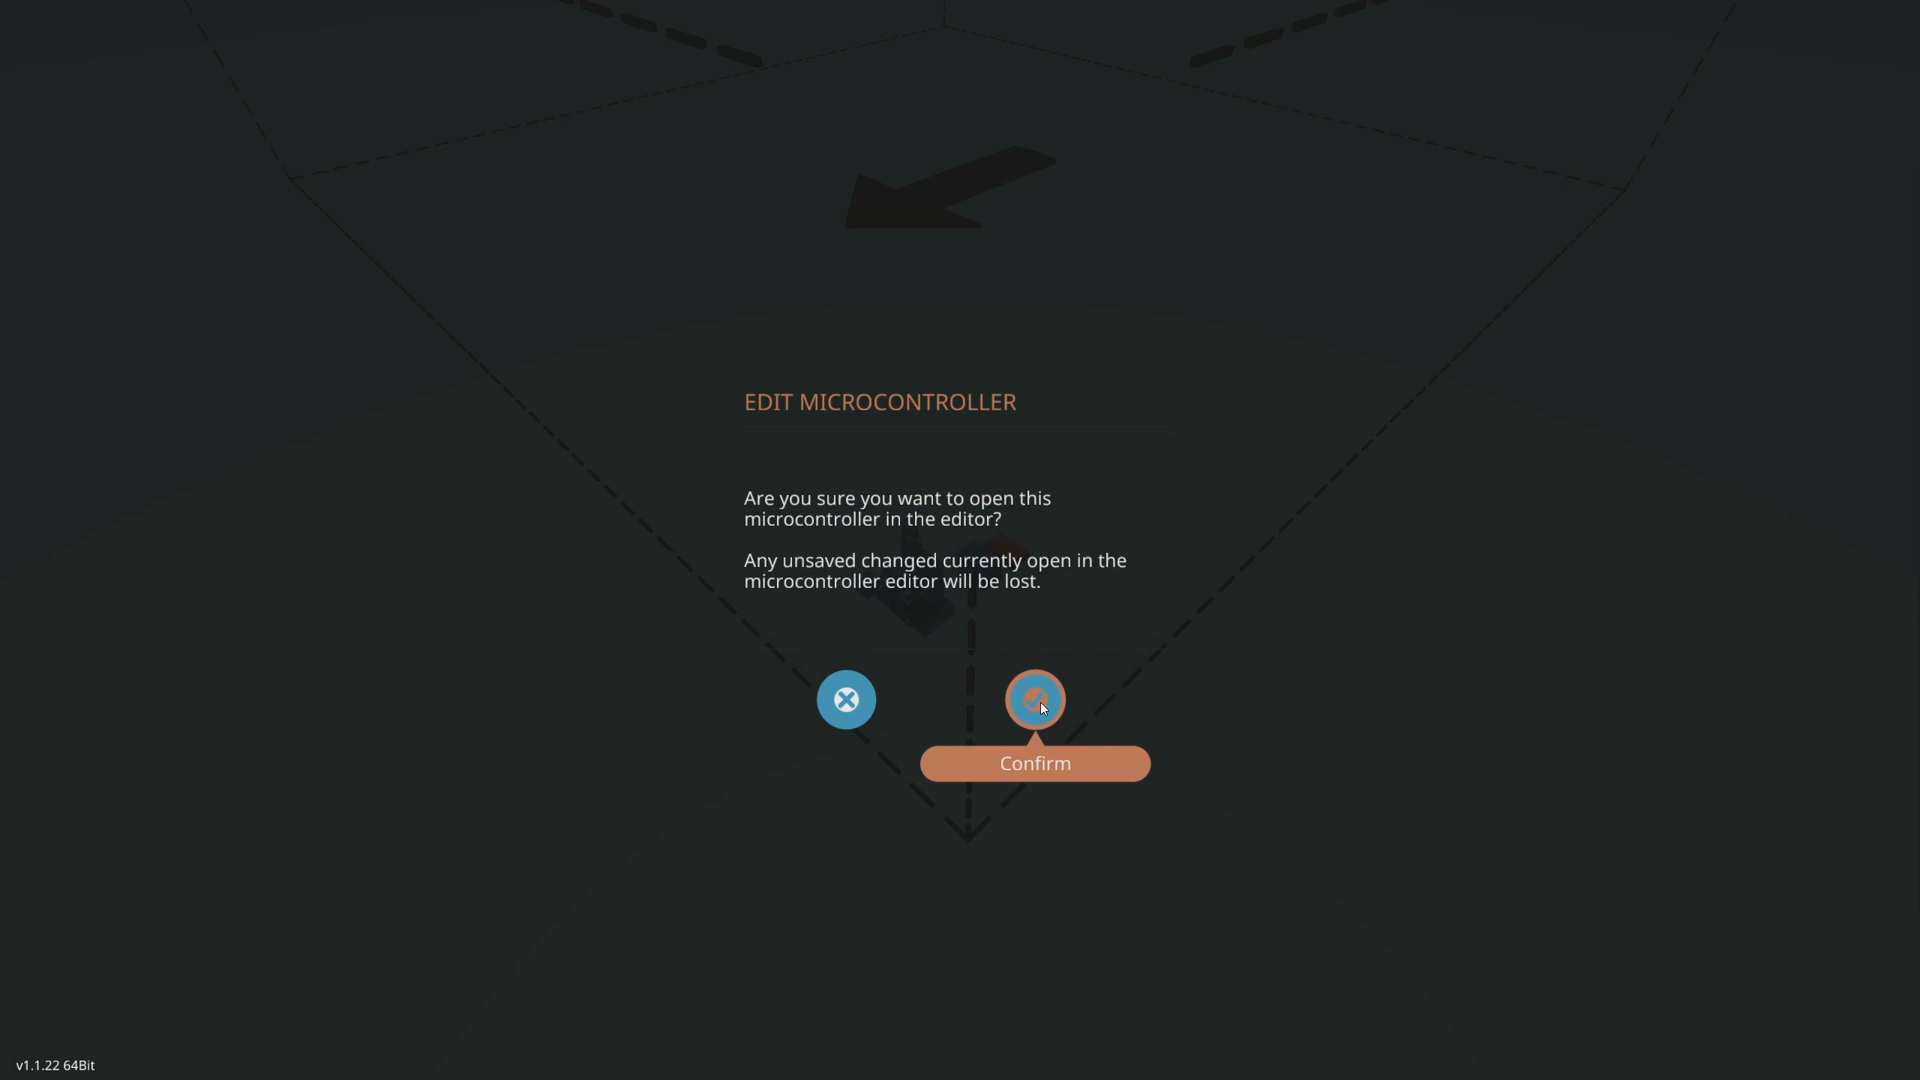 EDIT MICROCONTROLLER
Are you sure you want to open this
microcontroller in the editor?
Any unsaved changed currently open in the
microcontroller editor will be lost.
Confirm
v1.1.22 64Bit